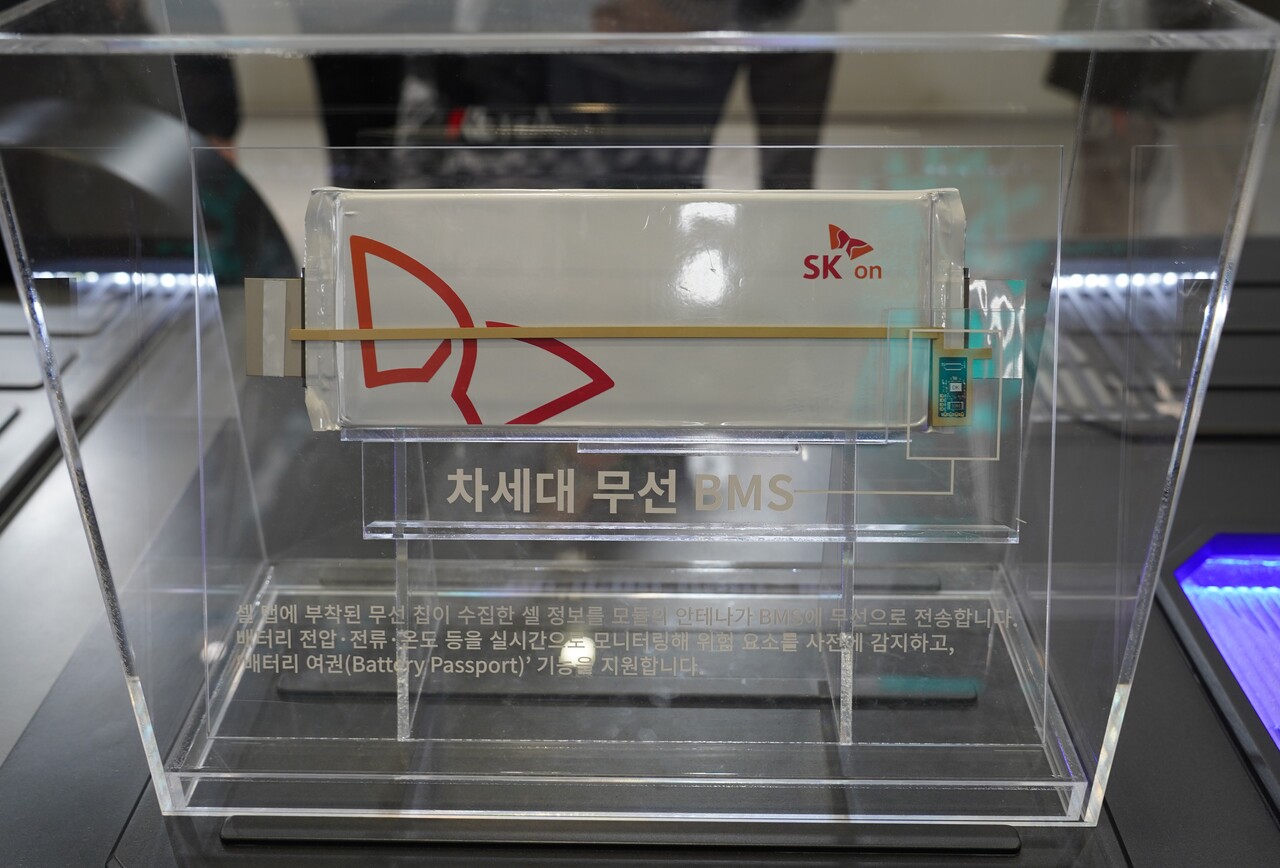 SK on
차세대 무선 BMS
셀 탭에 부착된 무선 칩이 수집한 셀 정보를 모듈의 안테나가 BMS에 무선으로 전송합니다.
배터리 전압·전류·온도 등을 실시간으로 모니터링해 위험 요소를 사전에 감지하고,
‘배터리 여권(Battery Passport)’ 기능을 지원합니다.